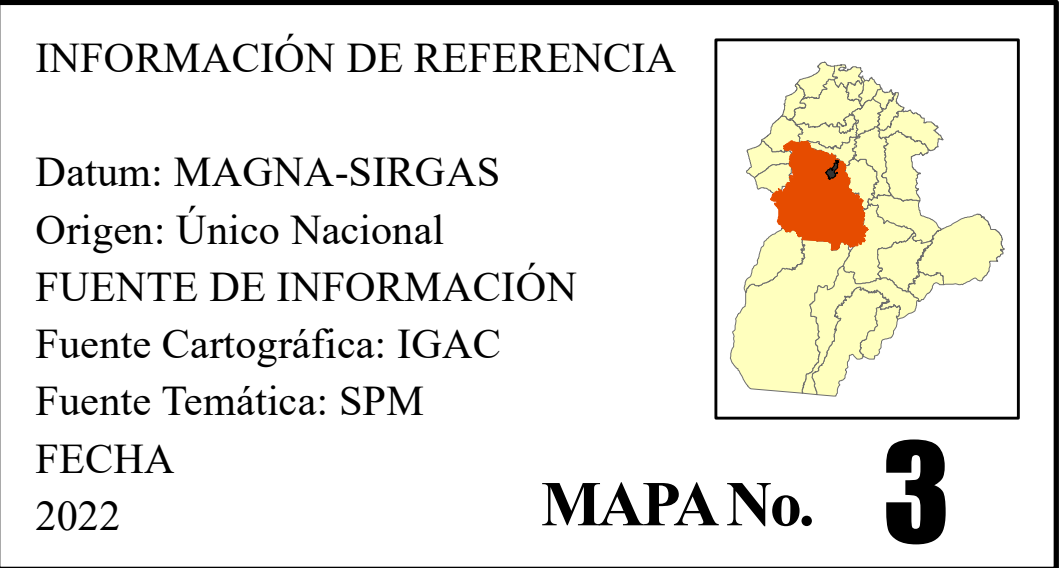 INFORMACIÓN DE REFERENCIA
Datum: MAGNA-SIRGAS
Origen: Único Nacional
FUENTE DE INFORMACIÓN
Fuente Cartográfica: IGAC
Fuente Temática: SPM
FECHA
2022
MAPA No. 3